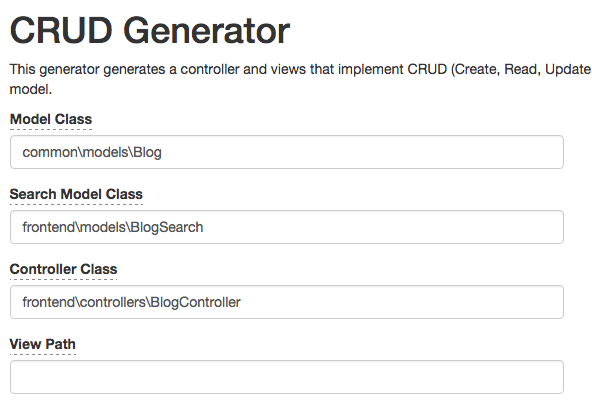 CRUD Generator
This generator generates a controller and views that implement CRUD (Create, Read, Update
model.
Model Class
common\models\Blog
Search Model Class
frontend\models\BlogSearch
Controller Class
frontend\controllers\BlogController
View Path